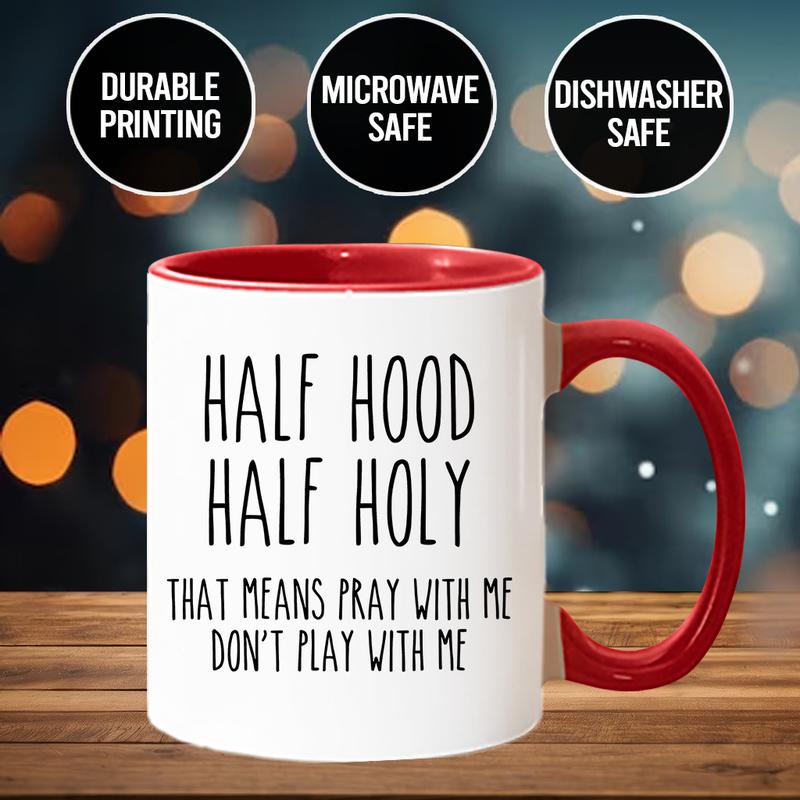 DURABLE
PRINTING
MICROWAVE
SAFE
DISHWASHER
SAFE
HALF HOOD
HALF HOLY
THAT MEANS PRAY WITH ME
DON'T PLAY WITH ME